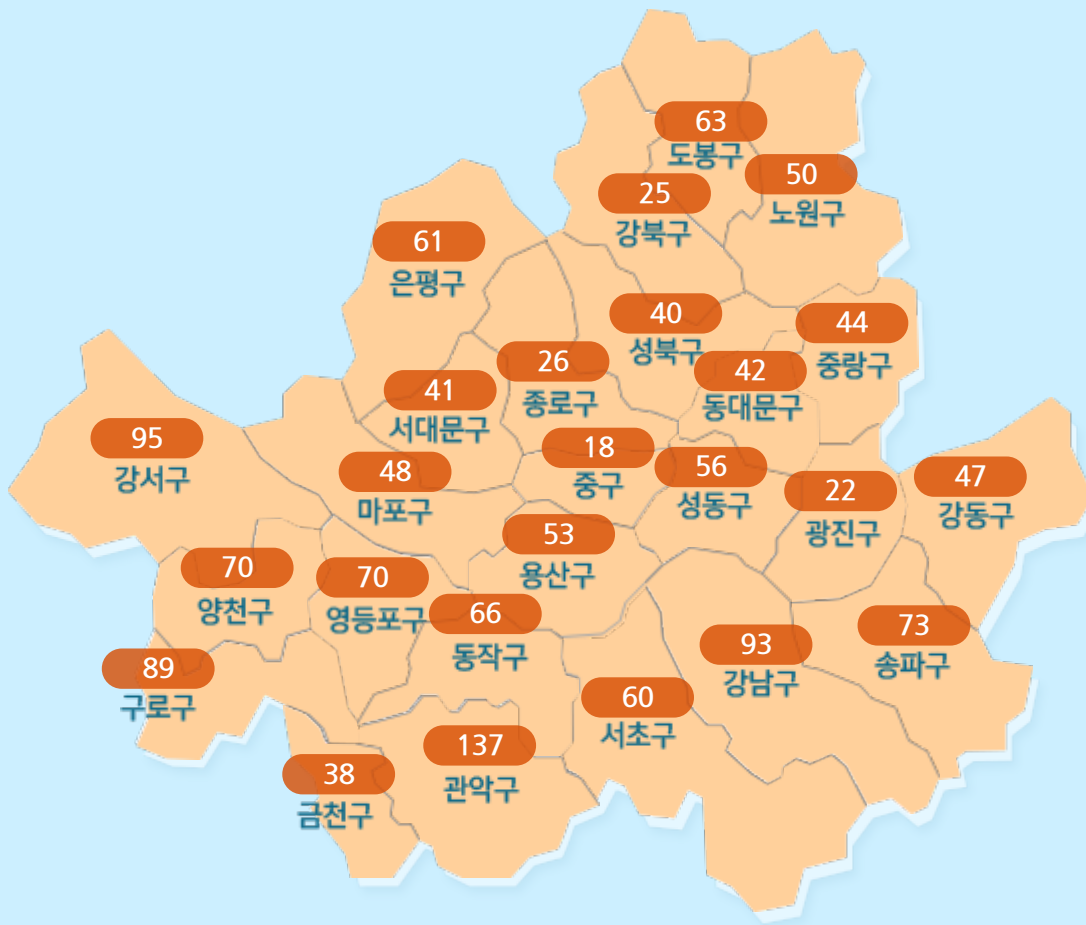 63
도봉구
50
노원구
25
강북구
61
은평구
40
성북구
44
중랑구
26
종로구
42
동대문구
41
서대문구
95
강서구
48
마포구
18
중구
56
성동구
22
광진구
47
강동구
53
용산구
70
양천구
70
영등포구
66
동작구
73
송파구
93
강남구
89
구로구
60
서초구
137
관악구
38
금천구